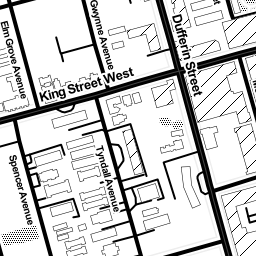 Elm Grove Avenue
Gwynne Avenue
Dufferin Street
King Street West
Spencer Avenue
Tyndall Avenue